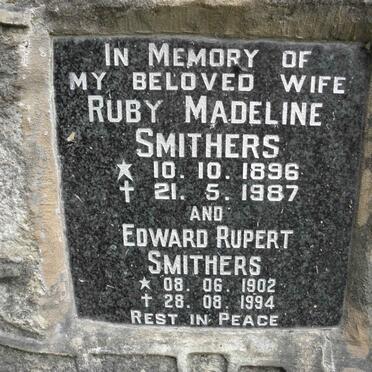 In Memory of
my beloved wife
Ruby Madeline
Smithers
★ 10. 10. 1896
✝ 21. 5. 1987
and
Edward Rupert
Smithers
★ 08. 06. 1902
✝ 28. 08. 1994
Rest in Peace